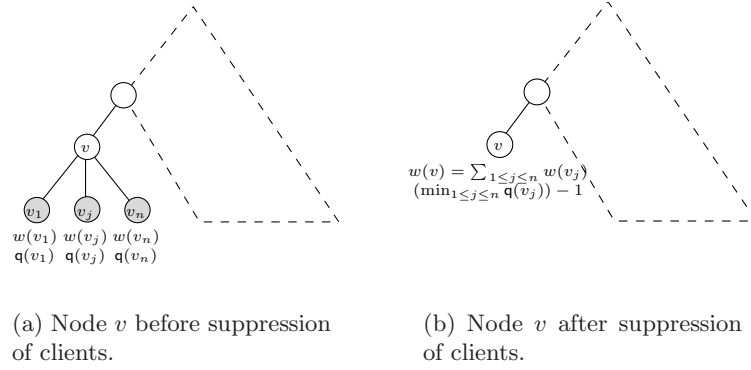 v
v₁ vⱼ vₙ
w(v₁) w(vⱼ) w(vₙ)
q(v₁) q(vⱼ) q(vₙ)
(a) Node v before suppression
of clients.
v
w(v) = ∑₁≤ⱼ≤ₙ w(vⱼ)
(min₁≤ⱼ≤ₙ q(vⱼ)) − 1
(b) Node v after suppression
of clients.